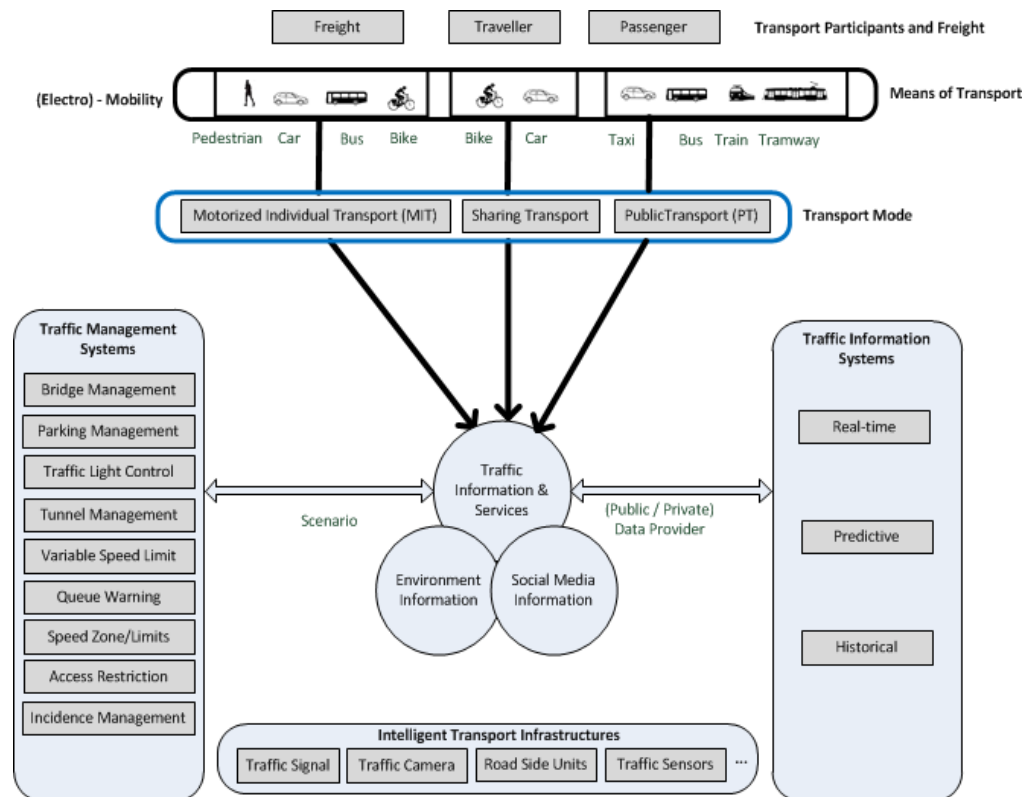 Freight
Traveller
Passenger
Transport Participants and Freight
(Electro) - Mobility
Means of Transport
Pedestrian Car Bus Bike Bike Car Taxi Bus Train Tramway
Motorized Individual Transport (MIT)
Sharing Transport
PublicTransport (PT)
Transport Mode
Traffic Management
Systems
Bridge Management
Parking Management
Traffic Light Control
Tunnel Management
Variable Speed Limit
Queue Warning
Speed Zone/Limits
Access Restriction
Incidence Management
Scenario
Traffic
Information &
Services
Environment
Information
Social Media
Information
(Public / Private)
Data Provider
Traffic Information
Systems
Real-time
Predictive
Historical
Intelligent Transport Infrastructures
Traffic Signal
Traffic Camera
Road Side Units
Traffic Sensors
...